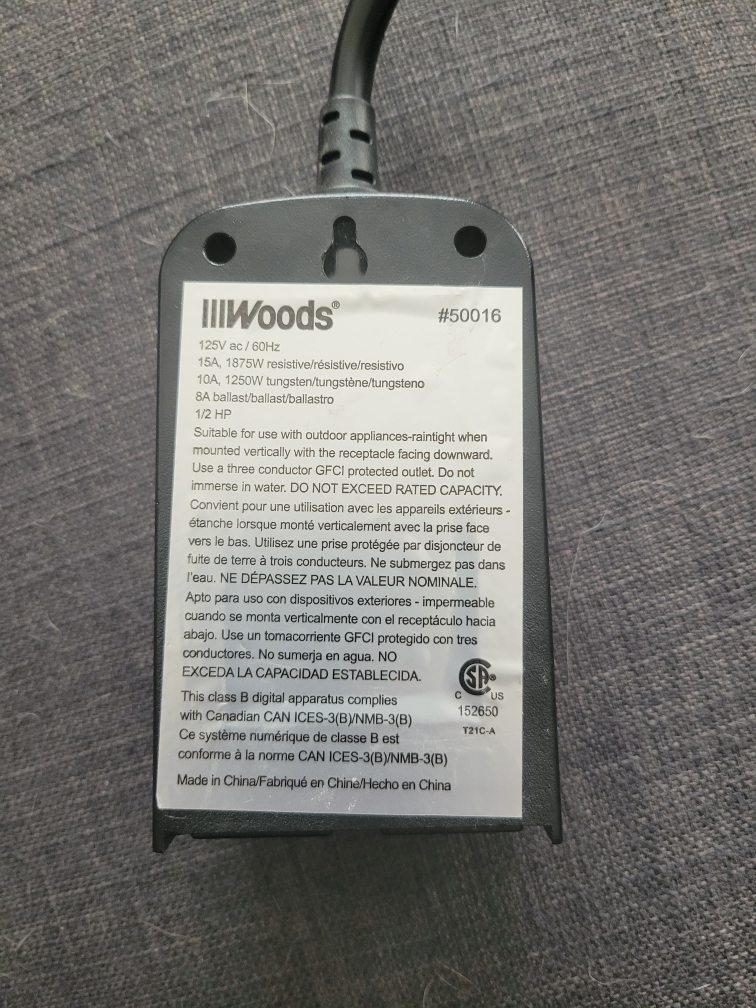 Woods®
#50016
125V ac / 60Hz
15A, 1875W resistive/résistive/resistivo
10A, 1250W tungsten/tungstène/tungsteno
8A ballast/ballast/ballastro
1/2 HP
Suitable for use with outdoor appliances-raintight when
mounted vertically with the receptacle facing downward.
Use a three conductor GFCI protected outlet. Do not
immerse in water. DO NOT EXCEED RATED CAPACITY.
Convient pour une utilisation avec les appareils extérieurs -
étanche lorsque monté verticalement avec la prise face
vers le bas. Utilisez une prise protégée par disjoncteur de
fuite de terre à trois conducteurs. Ne submergez pas dans
l'eau. NE DÉPASSEZ PAS LA VALEUR NOMINALE.
Apto para uso con dispositivos exteriores - impermeable
cuando se monta verticalmente con el receptáculo hacia
abajo. Use un tomacorriente GFCI protegido con tres
conductores. No sumerja en agua. NO
EXCEDA LA CAPACIDAD ESTABLECIDA.
This class B digital apparatus complies
with Canadian CAN ICES-3(B)/NMB-3(B)
Ce système numérique de classe B est
conforme à la norme CAN ICES-3(B)/NMB-3(B)
Made in China/Fabriqué en Chine/Hecho en China
SA®
C US
152650
T21C-A